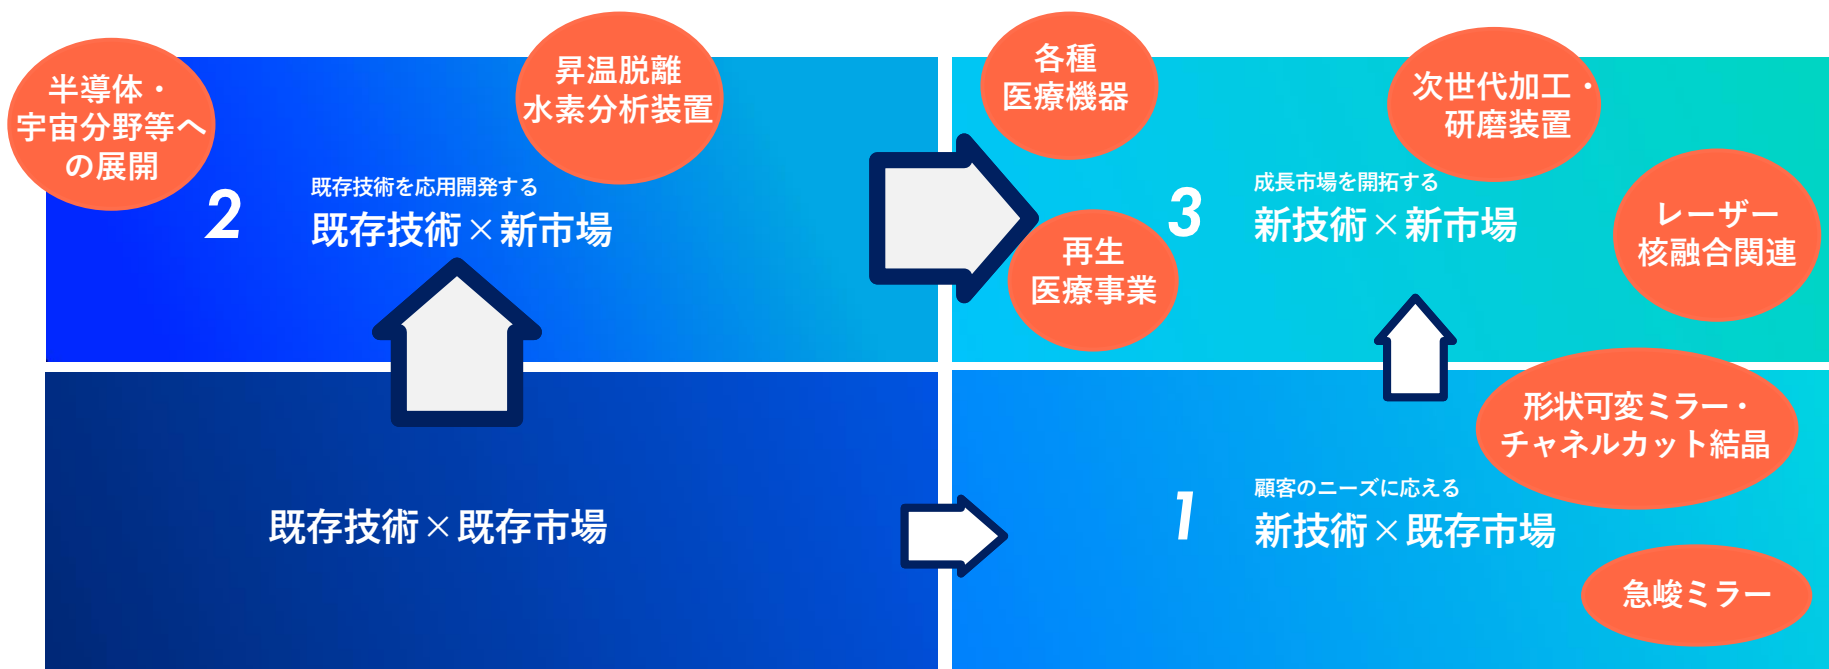 半導体・
宇宙分野等へ
の展開
昇温脱離
水素分析装置
2
既存技術を応用開発する
既存技術×新市場
各種
医療機器
次世代加工・
研磨装置
3
成長市場を開拓する
新技術×新市場
再生
医療事業
レーザー
核融合関連
既存技術×既存市場
1
顧客のニーズに応える
新技術×既存市場
形状可変ミラー・
チャネルカット結晶
急峻ミラー